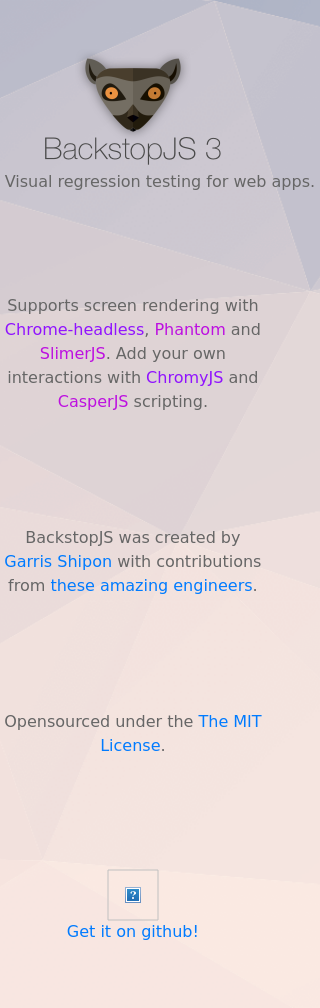 BackstopJS 3
Visual regression testing for web apps.
Supports screen rendering with
Chrome-headless, Phantom and
SlimerJS. Add your own
interactions with ChromyJS and
CasperJS scripting.
BackstopJS was created by
Garris Shipon with contributions
from these amazing engineers.
Opensourced under the The MIT
License.
?
Get it on github!